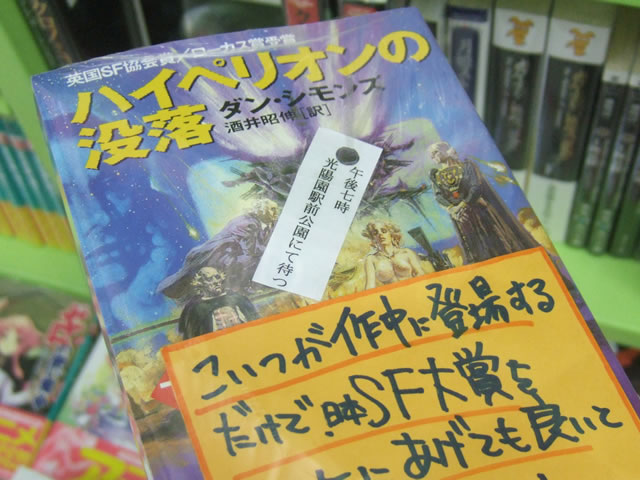 英国SF協会賞/ローカス賞受賞
ハイペリオンの
没落
ダン・シモンズ
酒井昭伸[訳]
午後七時
光陽園駅前公園にて待つ
こいつが作中に登場する
だけで、日本SF大賞を
にあげても良いて